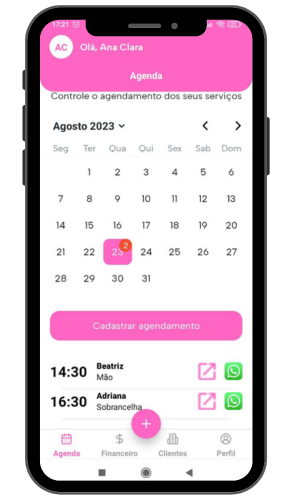 17:21
AC Olá, Ana Clara
Agenda
Controle o agendamento dos seus serviços
Agosto 2023
Seg Ter Qua Qui Sex Sab Dom
1 2 3 4 5 6
7 8 9 10 11 12 13
14 15 16 17 18 19 20
21 22 23 2 24 25 26 27
28 29 30 31
Cadastrar agendamento
14:30 Beatriz
Mão
16:30 Adriana
Sobrancelha
+
Agenda Financeiro Clientes Perfil